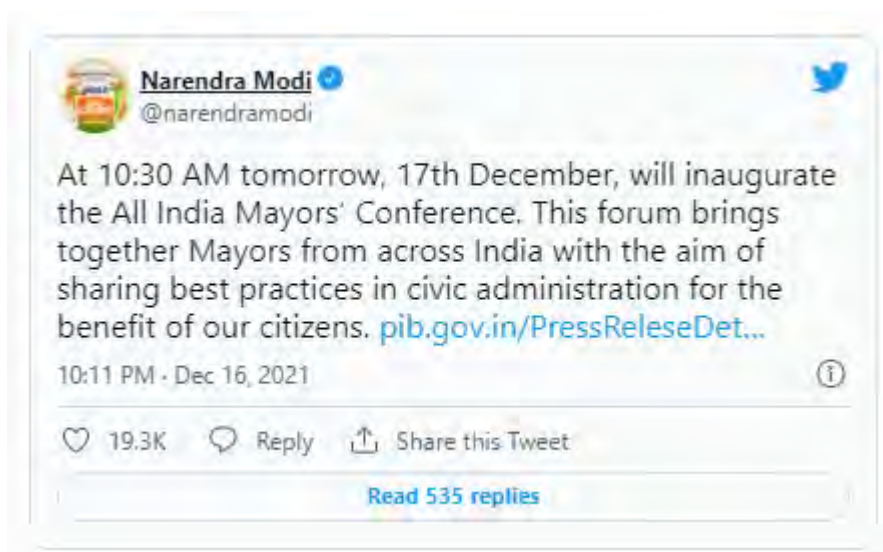 Narendra Modi
@narendramodi
At 10:30 AM tomorrow, 17th December, will inaugurate
the All India Mayors' Conference. This forum brings
together Mayors from across India with the aim of
sharing best practices in civic administration for the
benefit of our citizens. pib.gov.in/PressReleseDet...
10:11 PM · Dec 16, 2021
19.3K Reply Share this Tweet
Read 535 replies